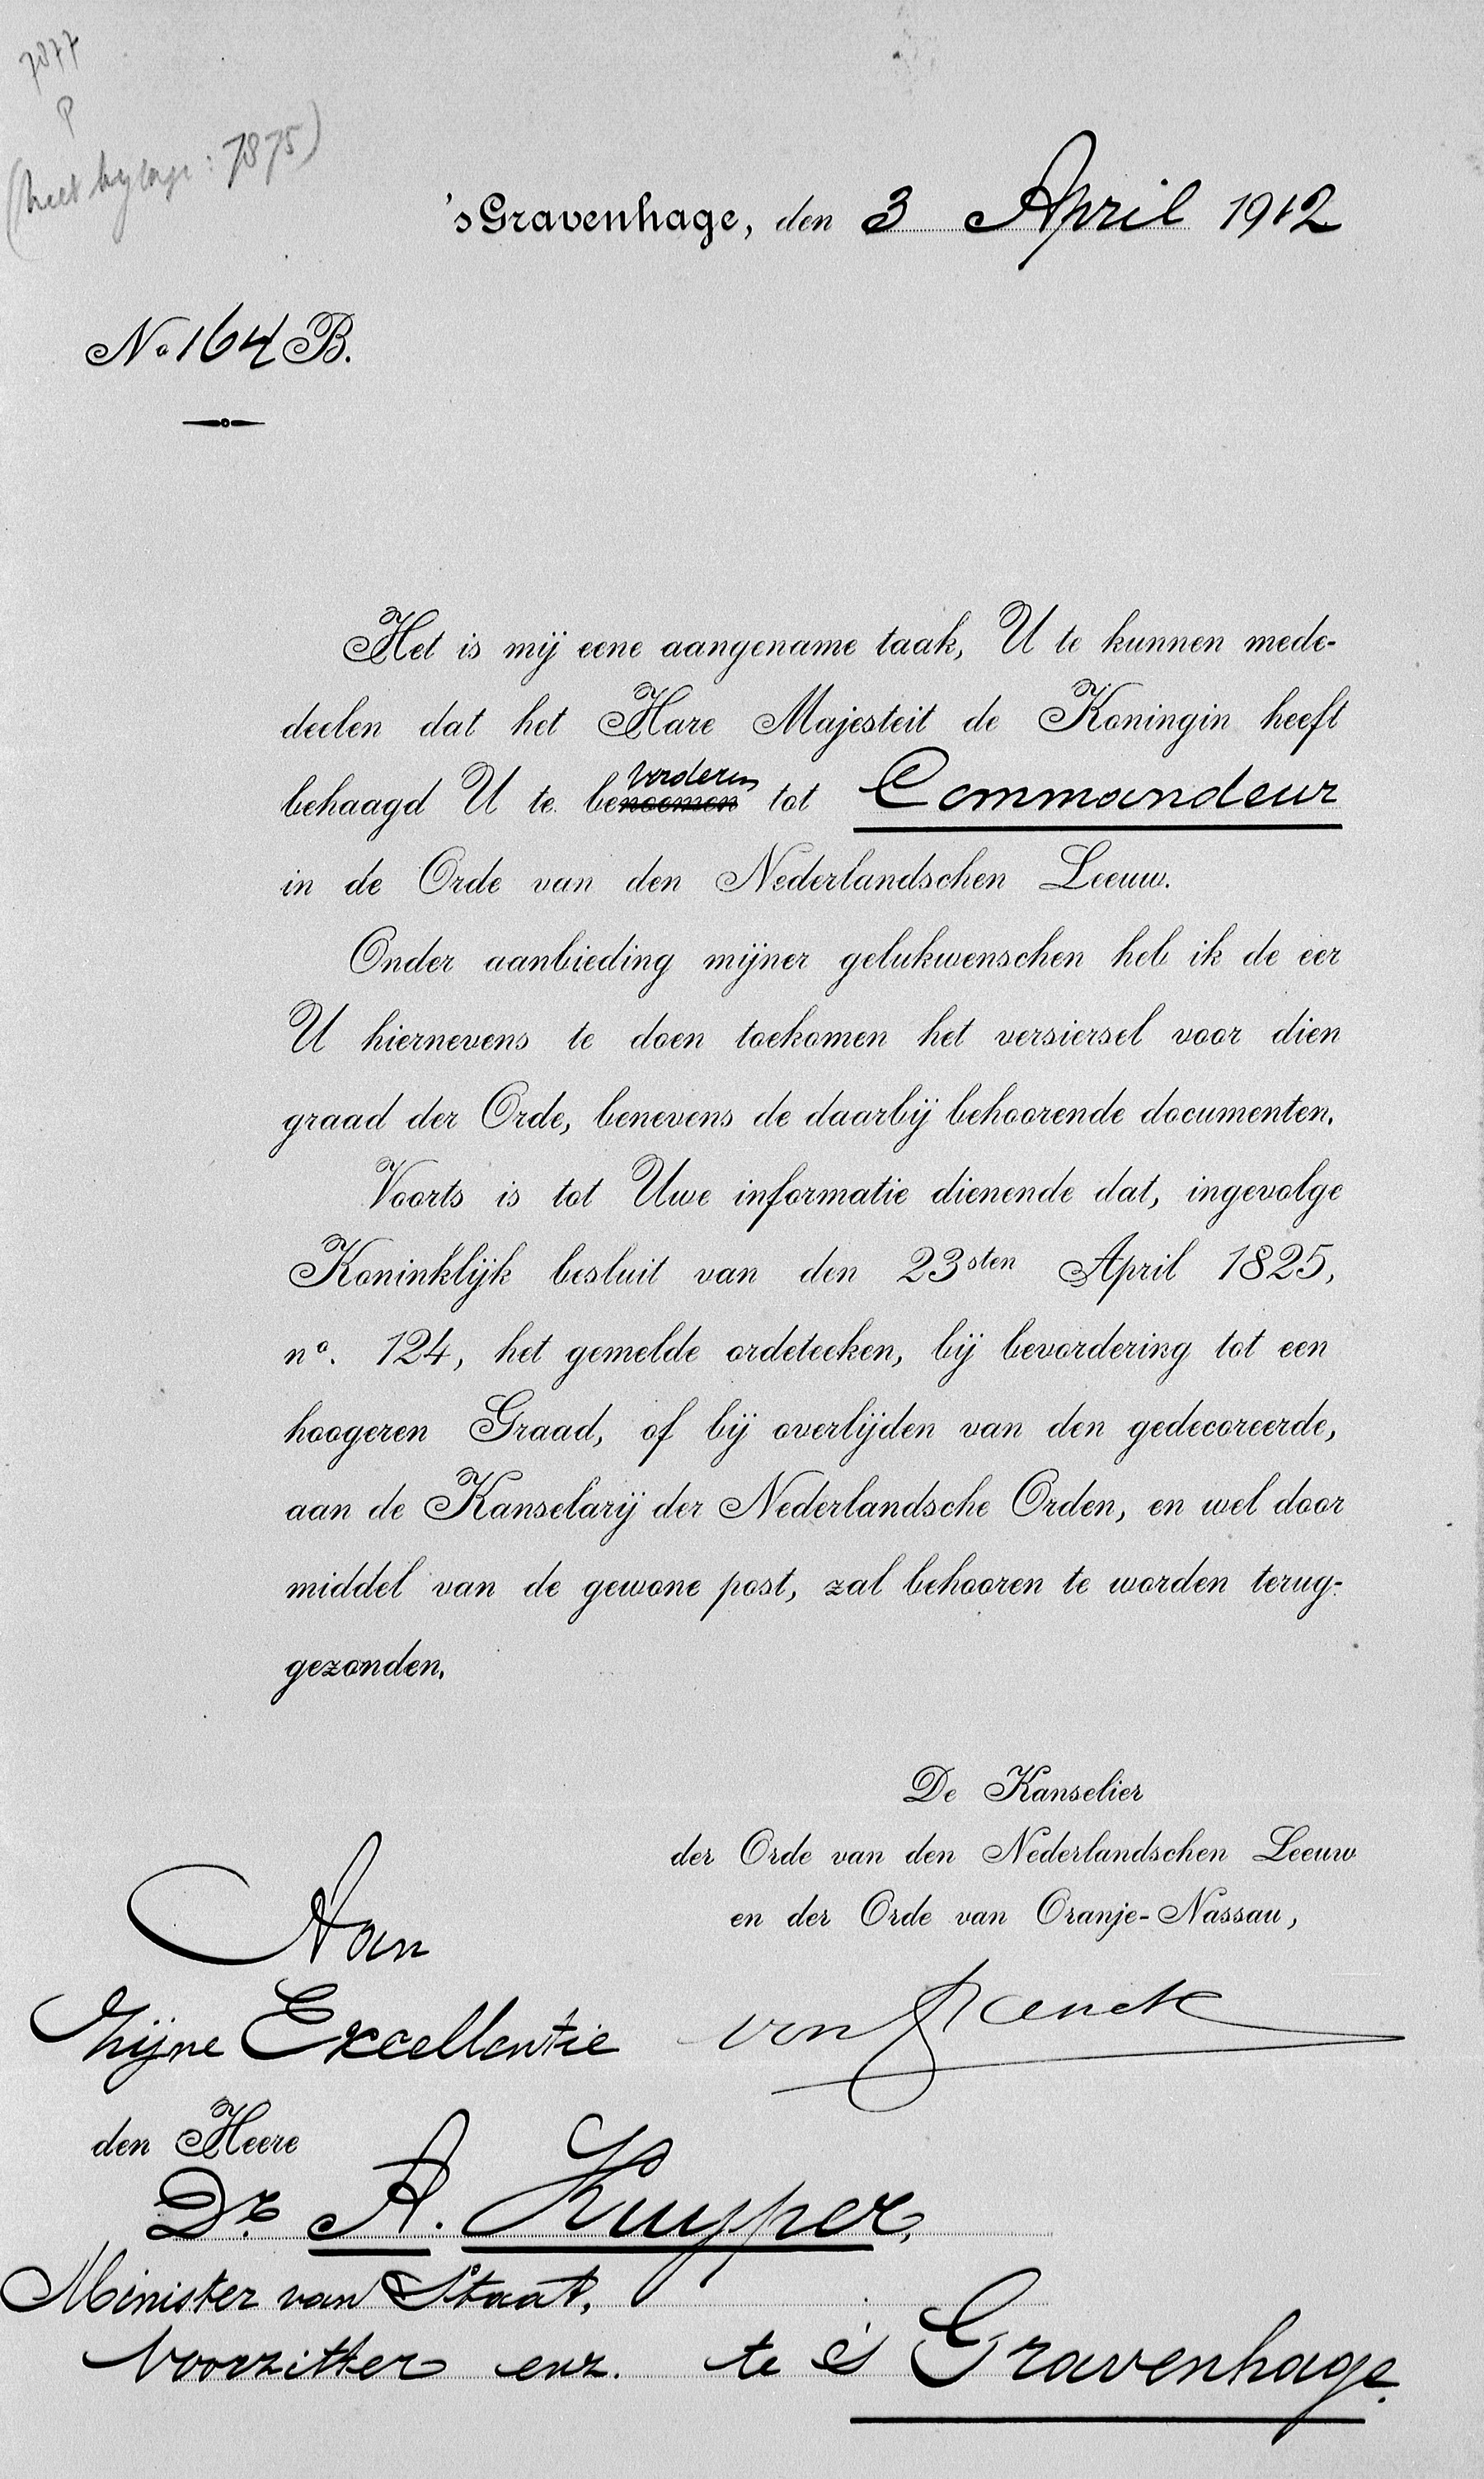 7877
P
(met bylage: 7875)
'sGravenhage, den 3 April 1912
No. 164 B.
Het is mij eene aangename taak, U te kunnen mede-
deelen dat het Hare Majesteit de Koningin heeft
vorderen
behaagd U te benoemen tot Commandeur
in de Orde van den Nederlandschen Leeuw.
Onder aanbieding mijner gelukwenschen heb ik de eer
U hiernevens te doen toekomen het versiersel voor dien
graad der Orde, benevens de daarbij behoorende documenten.
Voorts is tot Uwe informatie dienende dat, ingevolge
Koninklijk besluit van den 23sten April 1825,
no. 124, het gemelde ordeteeken, bij bevordering tot een
hoogeren Graad, of bij overlijden van den gedecoreerde,
aan de Kanselarij der Nederlandsche Orden, en wel door
middel van de gewone post, zal behooren te worden terug-
gezonden.
De Kanselier
der Orde van den Nederlandschen Leeuw
en der Orde van Oranje-Nassau,
Aan
Zijne Excellentie
den Heere
Dr. A. Kuyper,
Minister van Staat,
Voorzitter enz. te 's Gravenhage.